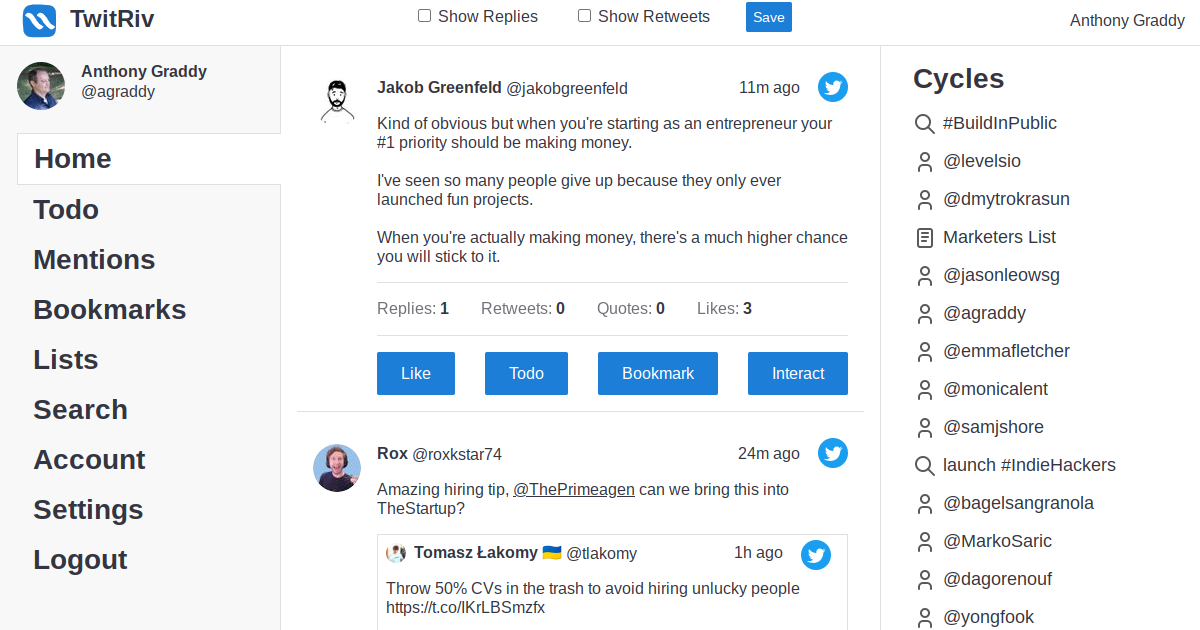 TwitRiv
Show Replies
Show Retweets
Save
Anthony Graddy
Anthony Graddy
@agraddy
Home
Todo
Mentions
Bookmarks
Lists
Search
Account
Settings
Logout
Jakob Greenfeld @jakobgreenfeld 11m ago
Kind of obvious but when you're starting as an entrepreneur your
#1 priority should be making money.
I've seen so many people give up because they only ever
launched fun projects.
When you're actually making money, there's a much higher chance
you will stick to it.
Replies: 1 Retweets: 0 Quotes: 0 Likes: 3
Like Todo Bookmark Interact
Rox @roxkstar74 24m ago
Amazing hiring tip, @ThePrimeagen can we bring this into
TheStartup?
Tomasz Łakomy 🇺🇦 @tlakomy 1h ago
Throw 50% CVs in the trash to avoid hiring unlucky people
https://t.co/IKrLBSmzfx
Cycles
#BuildInPublic
@levelsio
@dmytrokrasun
Marketers List
@jasonleowsg
@agraddy
@emmafletcher
@monicalent
@samjshore
launch #IndieHackers
@bagelsangranola
@MarkoSaric
@dagorenouf
@yongfook